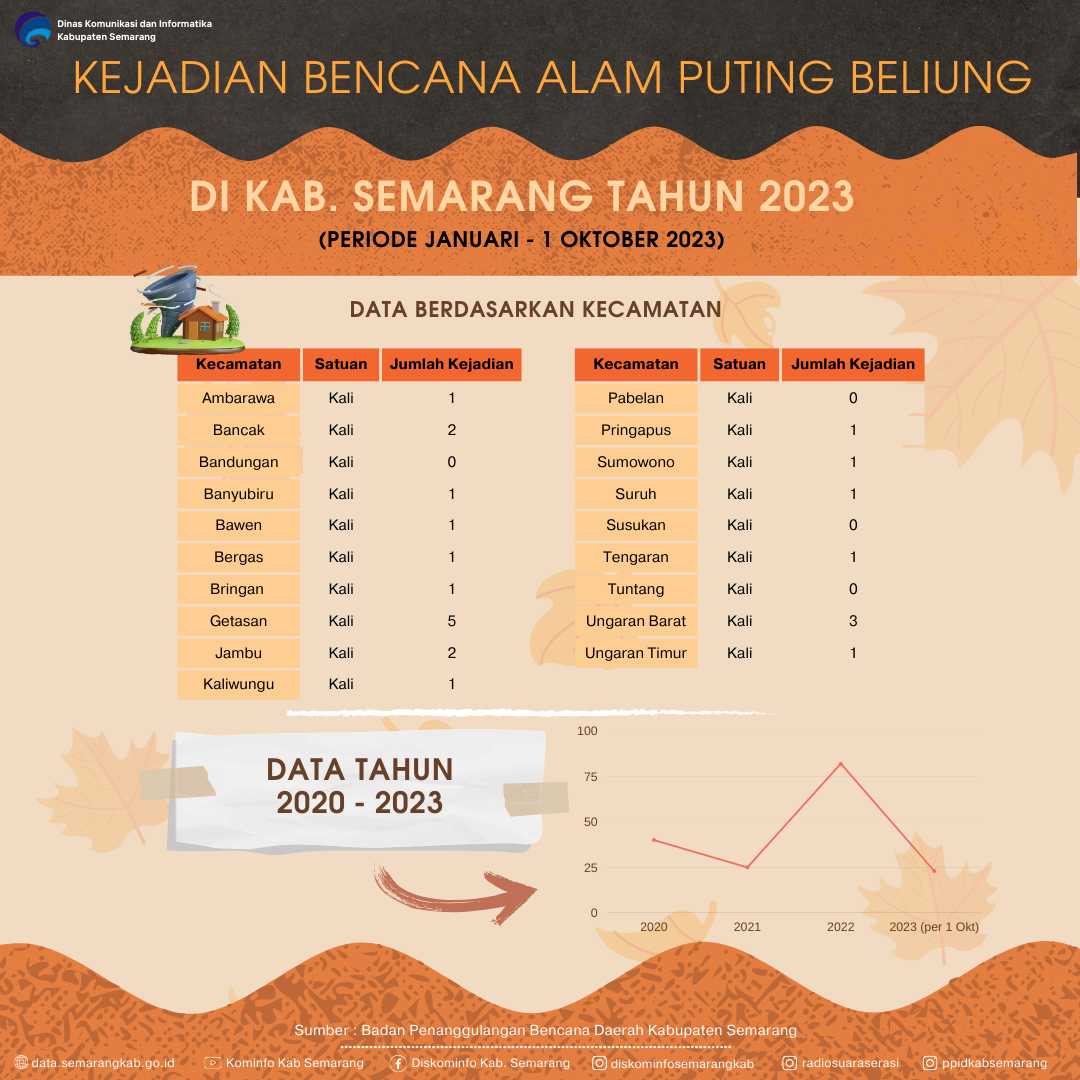 Dinas Komunikasi dan Informatika
Kabupaten Semarang
KEJADIAN BENCANA ALAM PUTING BELIUNG
DI KAB. SEMARANG TAHUN 2023
(PERIODE JANUARI - 1 OKTOBER 2023)
DATA BERDASARKAN KECAMATAN
Kecamatan Satuan Jumlah Kejadian
Ambarawa Kali 1
Bancak Kali 2
Bandungan Kali 0
Banyubiru Kali 1
Bawen Kali 1
Bergas Kali 1
Bringan Kali 1
Getasan Kali 5
Jambu Kali 2
Kaliwungu Kali 1
Kecamatan Satuan Jumlah Kejadian
Pabelan Kali 0
Pringapus Kali 1
Sumowono Kali 1
Suruh Kali 1
Susukan Kali 0
Tengaran Kali 1
Tuntang Kali 0
Ungaran Barat Kali 3
Ungaran Timur Kali 1
DATA TAHUN
2020 - 2023
100
75
50
25
0
2020 2021 2022 2023 (per 1 Okt)
Sumber : Badan Penanggulangan Bencana Daerah Kabupaten Semarang
data.semarangkab.go.id Kominfo Kab Semarang Diskominfo Kab. Semarang diskominfosemarangkab radiosuaraserasi ppidkabsemarang